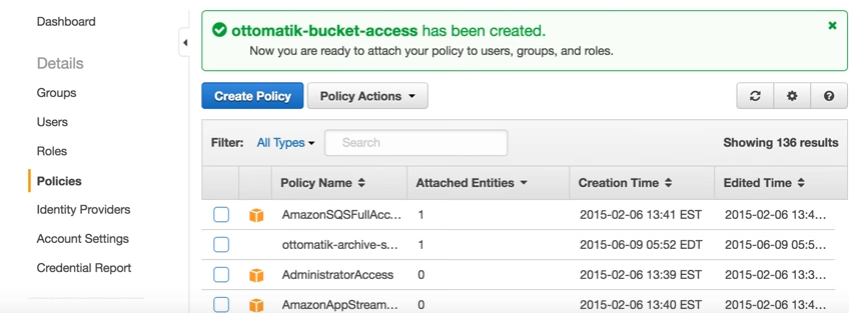 Dashboard
ottomatik-bucket-access has been created.
Now you are ready to attach your policy to users, groups, and roles.
Details
Groups
Users
Roles
Policies
Identity Providers
Account Settings
Credential Report
Create Policy Policy Actions
Filter: All Types Search Showing 136 results
Policy Name Attached Entities Creation Time Edited Time
AmazonSQSFullAcc... 1 2015-02-06 13:41 EST 2015-02-06 13:4...
ottomatik-archive-s... 1 2015-06-09 05:52 EDT 2015-06-09 05:5...
AdministratorAccess 0 2015-02-06 13:39 EST 2015-02-06 13:3...
AmazonAppStream... 0 2015-02-06 13:40 EST 2015-02-06 13:4...